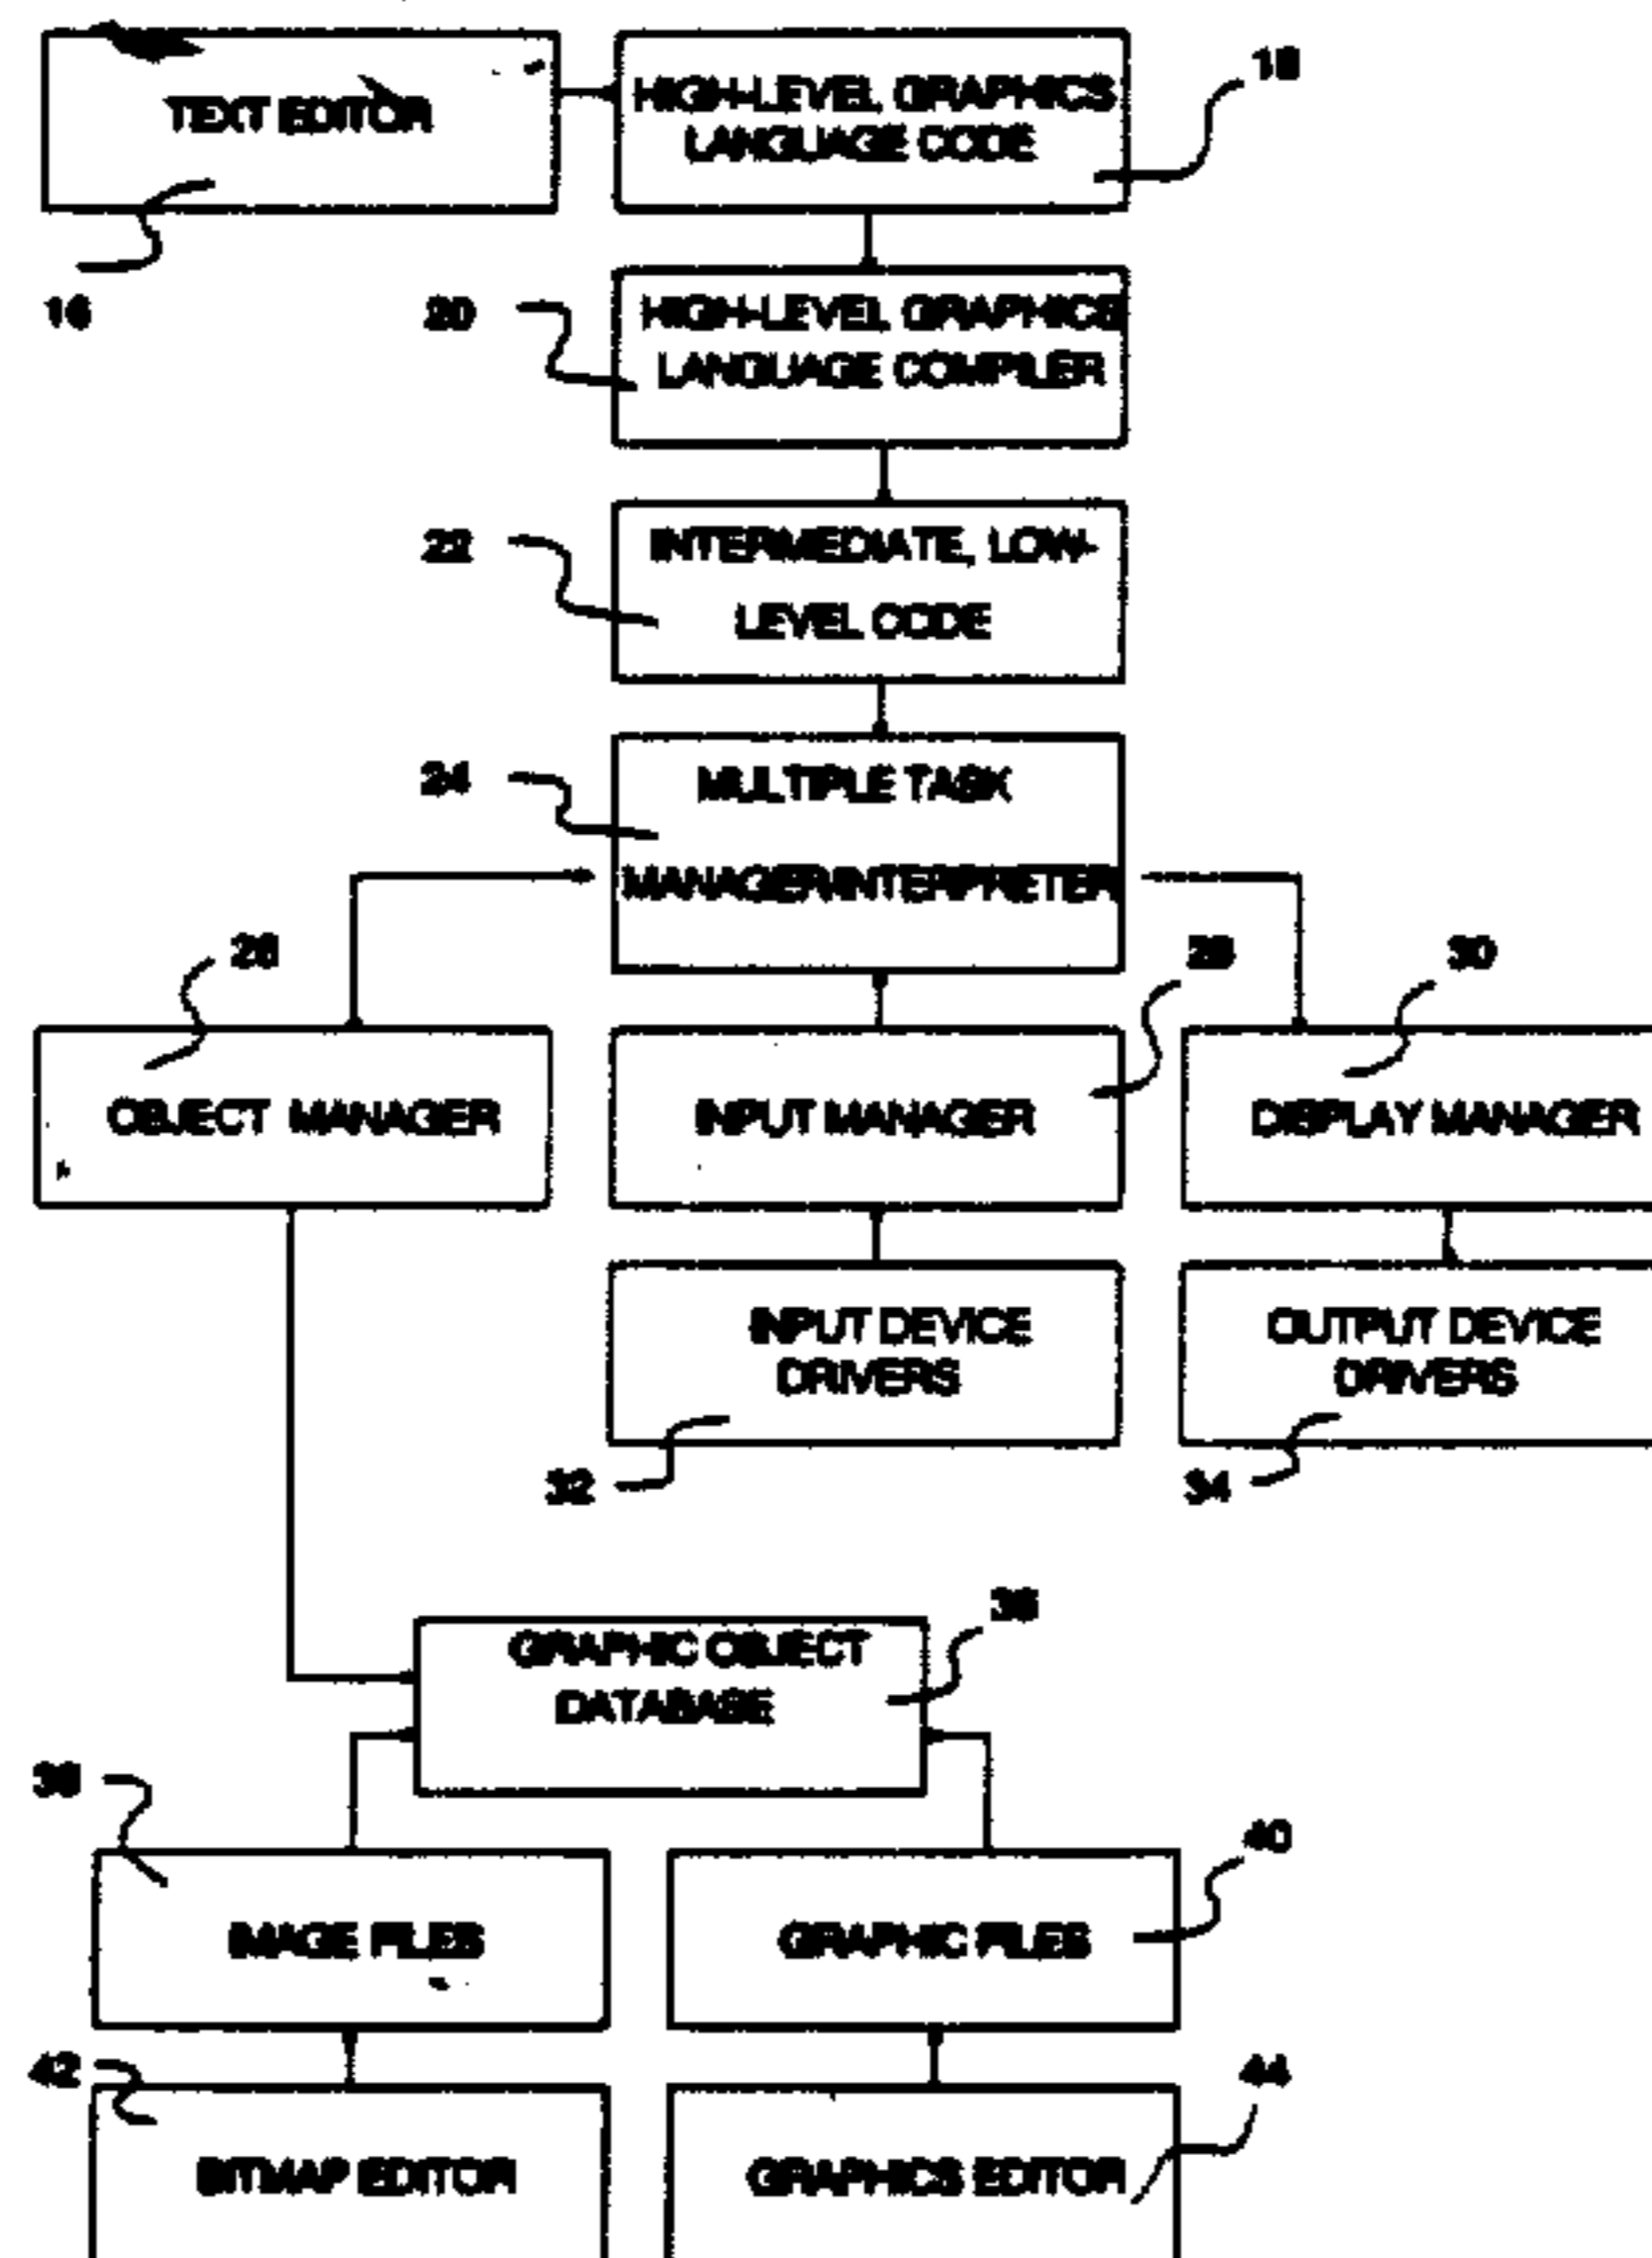 TEXT EDITOR
HIGH-LEVEL GRAPHICS
LANGUAGE CODE
18
16
20
HIGH-LEVEL GRAPHICS
LANGUAGE COMPILER
22
INTERMEDIATE, LOW-
LEVEL CODE
24
MULTIPLE TASK
MANAGER/INTERPRETER
26
28
30
OBJECT MANAGER
INPUT MANAGER
DISPLAY MANAGER
INPUT DEVICE
DRIVERS
OUTPUT DEVICE
DRIVERS
32
34
GRAPHIC OBJECT
DATABASE
36
38
40
IMAGE FILES
GRAPHIC FILES
42
44
BITMAP EDITOR
GRAPHICS EDITOR